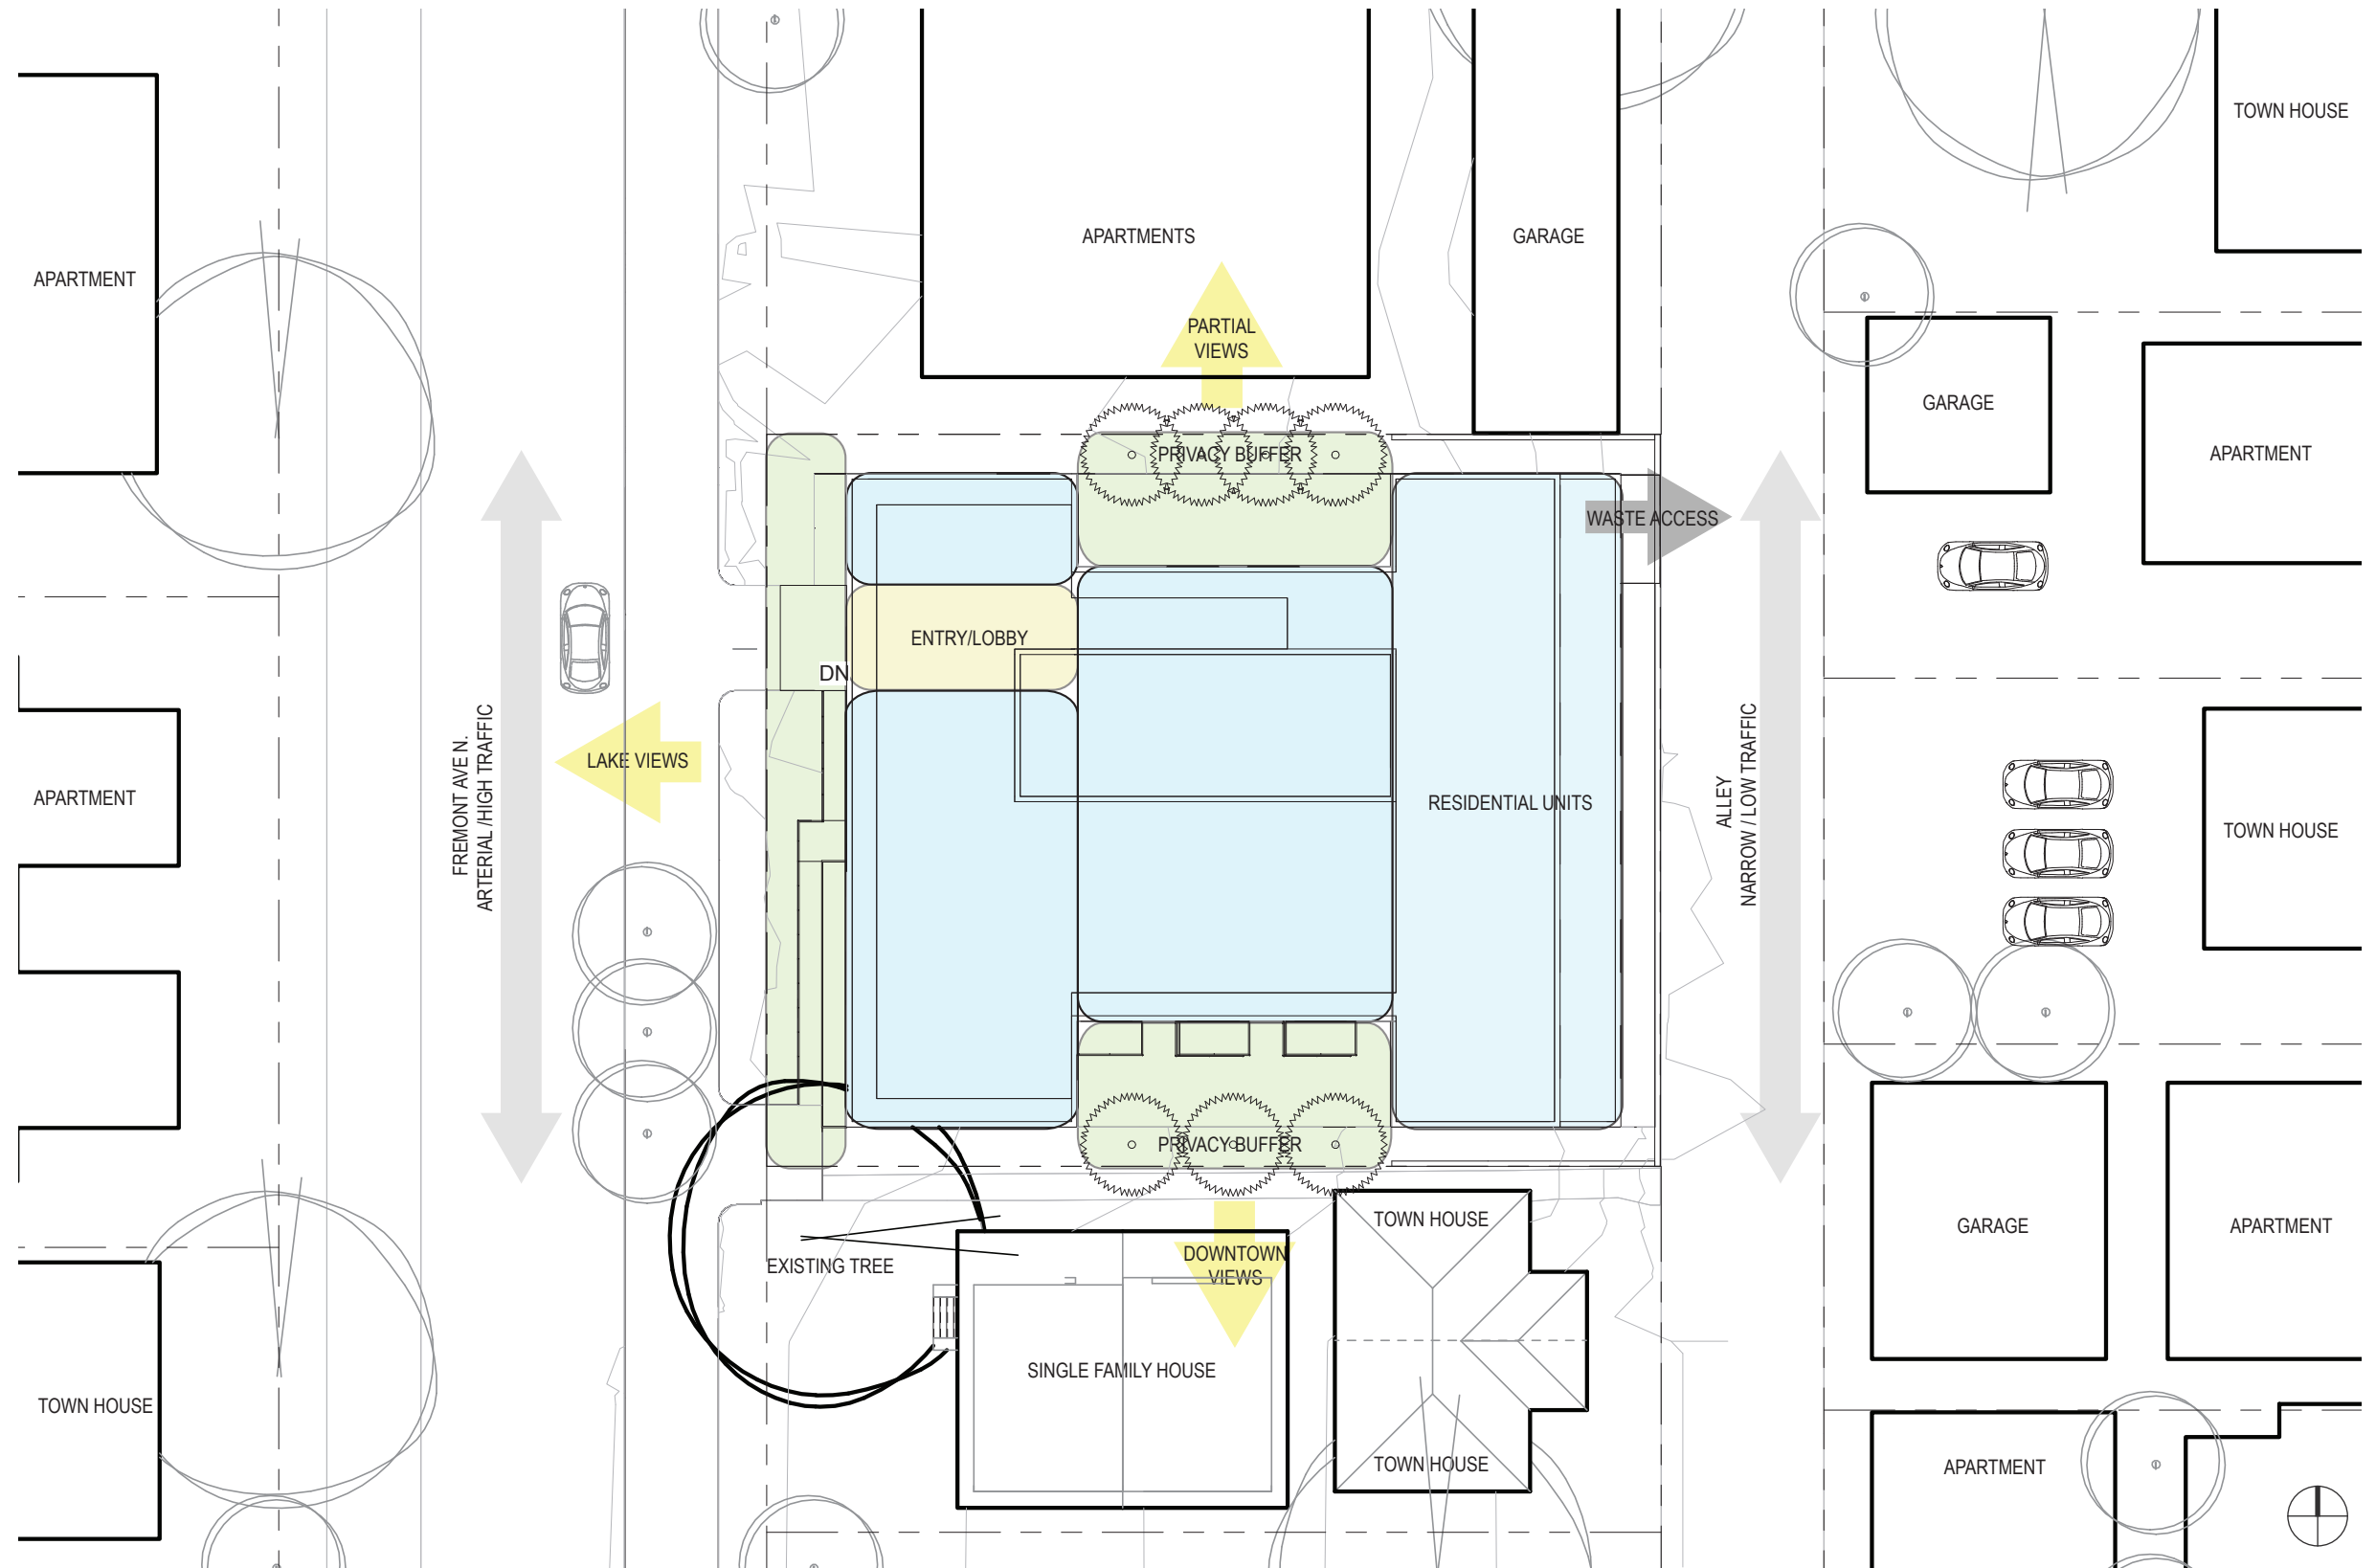 TOWN HOUSE
APARTMENTS
GARAGE
APARTMENT
PARTIAL
VIEWS
GARAGE
APARTMENT
PRIVACY BUFFER
WASTE ACCESS
ENTRY/LOBBY
DN
LAKE VIEWS
FREMONT AVE N.
ARTERIAL /HIGH TRAFFIC
APARTMENT
RESIDENTIAL UNITS
ALLEY
NARROW / LOW TRAFFIC
TOWN HOUSE
PRIVACY BUFFER
TOWN HOUSE
GARAGE
APARTMENT
EXISTING TREE
DOWNTOWN
VIEWS
SINGLE FAMILY HOUSE
TOWN HOUSE
TOWN HOUSE
APARTMENT